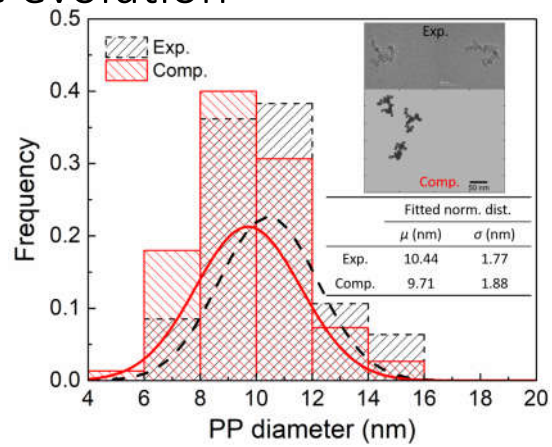 evolution
0.5
0.4
0.3
0.2
0.1
0.0
Frequency
Exp.
Comp.
Exp.
Comp.
50 nm
Fitted norm. dist.
μ (nm) σ (nm)
Exp. 10.44 1.77
Comp. 9.71 1.88
4 6 8 10 12 14 16 18 20
PP diameter (nm)